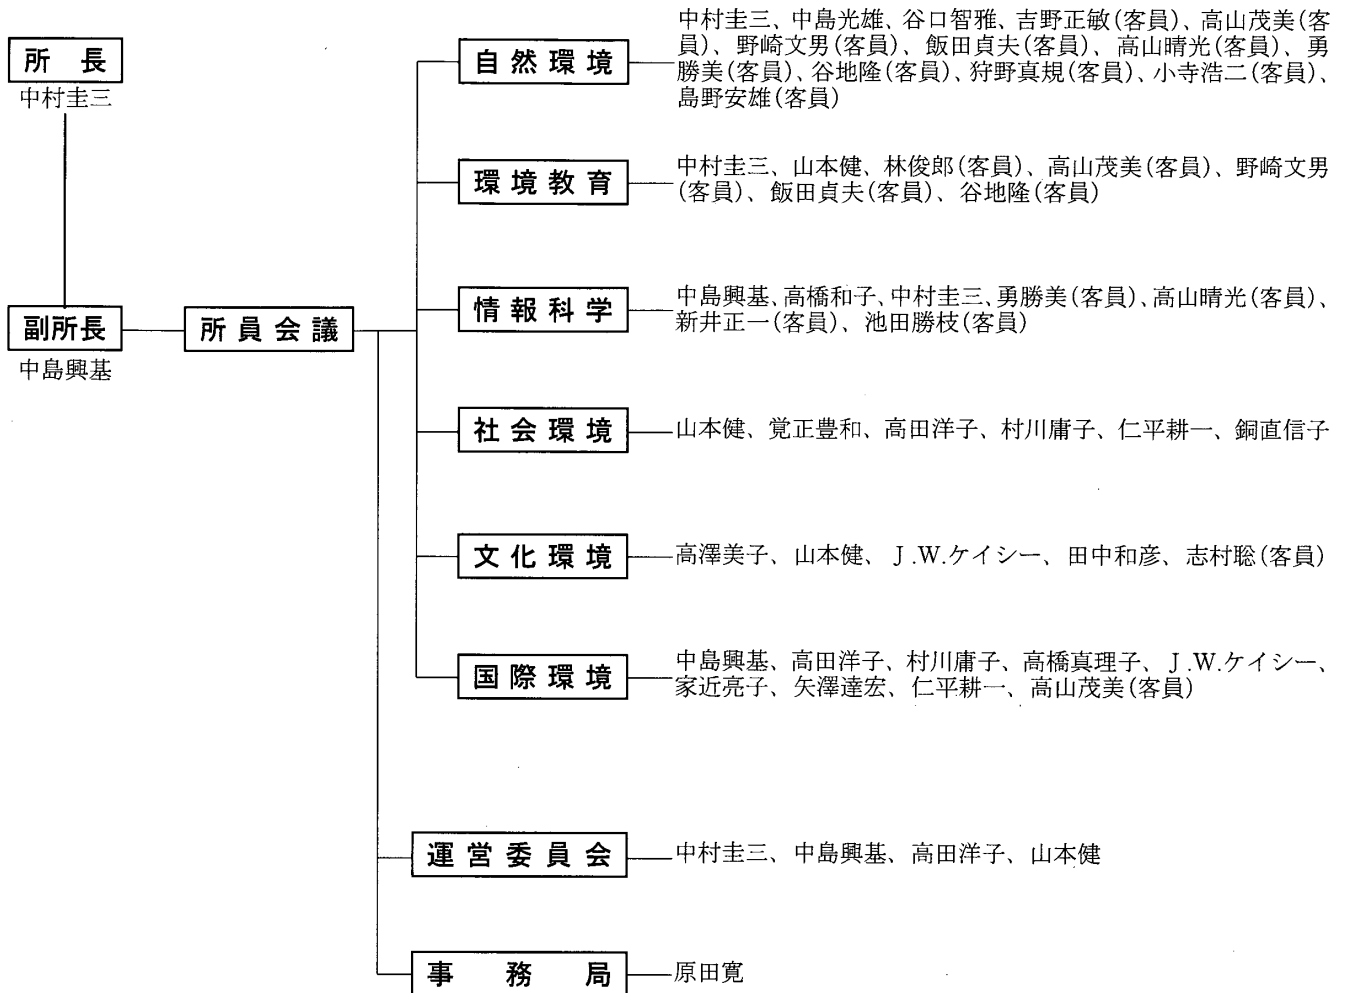 所長
中村圭三
副所長
中島興基
所員会議
自然環境
中村圭三、中島光雄、谷口智雅、吉野正敏(客員)、高山茂美(客
員)、野崎文男(客員)、飯田貞夫(客員)、高山晴光(客員)、勇
勝美(客員)、谷地隆(客員)、狩野真規(客員)、小寺浩二(客員)、
島野安雄(客員)
環境教育
中村圭三、山本健、林俊郎(客員)、高山茂美(客員)、野崎文男
(客員)、飯田貞夫(客員)、谷地隆(客員)
情報科学
中島興基、高橋和子、中村圭三、勇勝美(客員)、高山晴光(客員)、
新井正一(客員)、池田勝枝(客員)
社会環境
山本健、覚正豊和、高田洋子、村川庸子、仁平耕一、銅直信子
文化環境
高澤美子、山本健、J.W.ケイシー、田中和彦、志村聡(客員)
国際環境
中島興基、高田洋子、村川庸子、高橋真理子、J.W.ケイシー、
家近亮子、矢澤達宏、仁平耕一、高山茂美(客員)
運営委員会
中村圭三、中島興基、高田洋子、山本健
事務局
原田寛